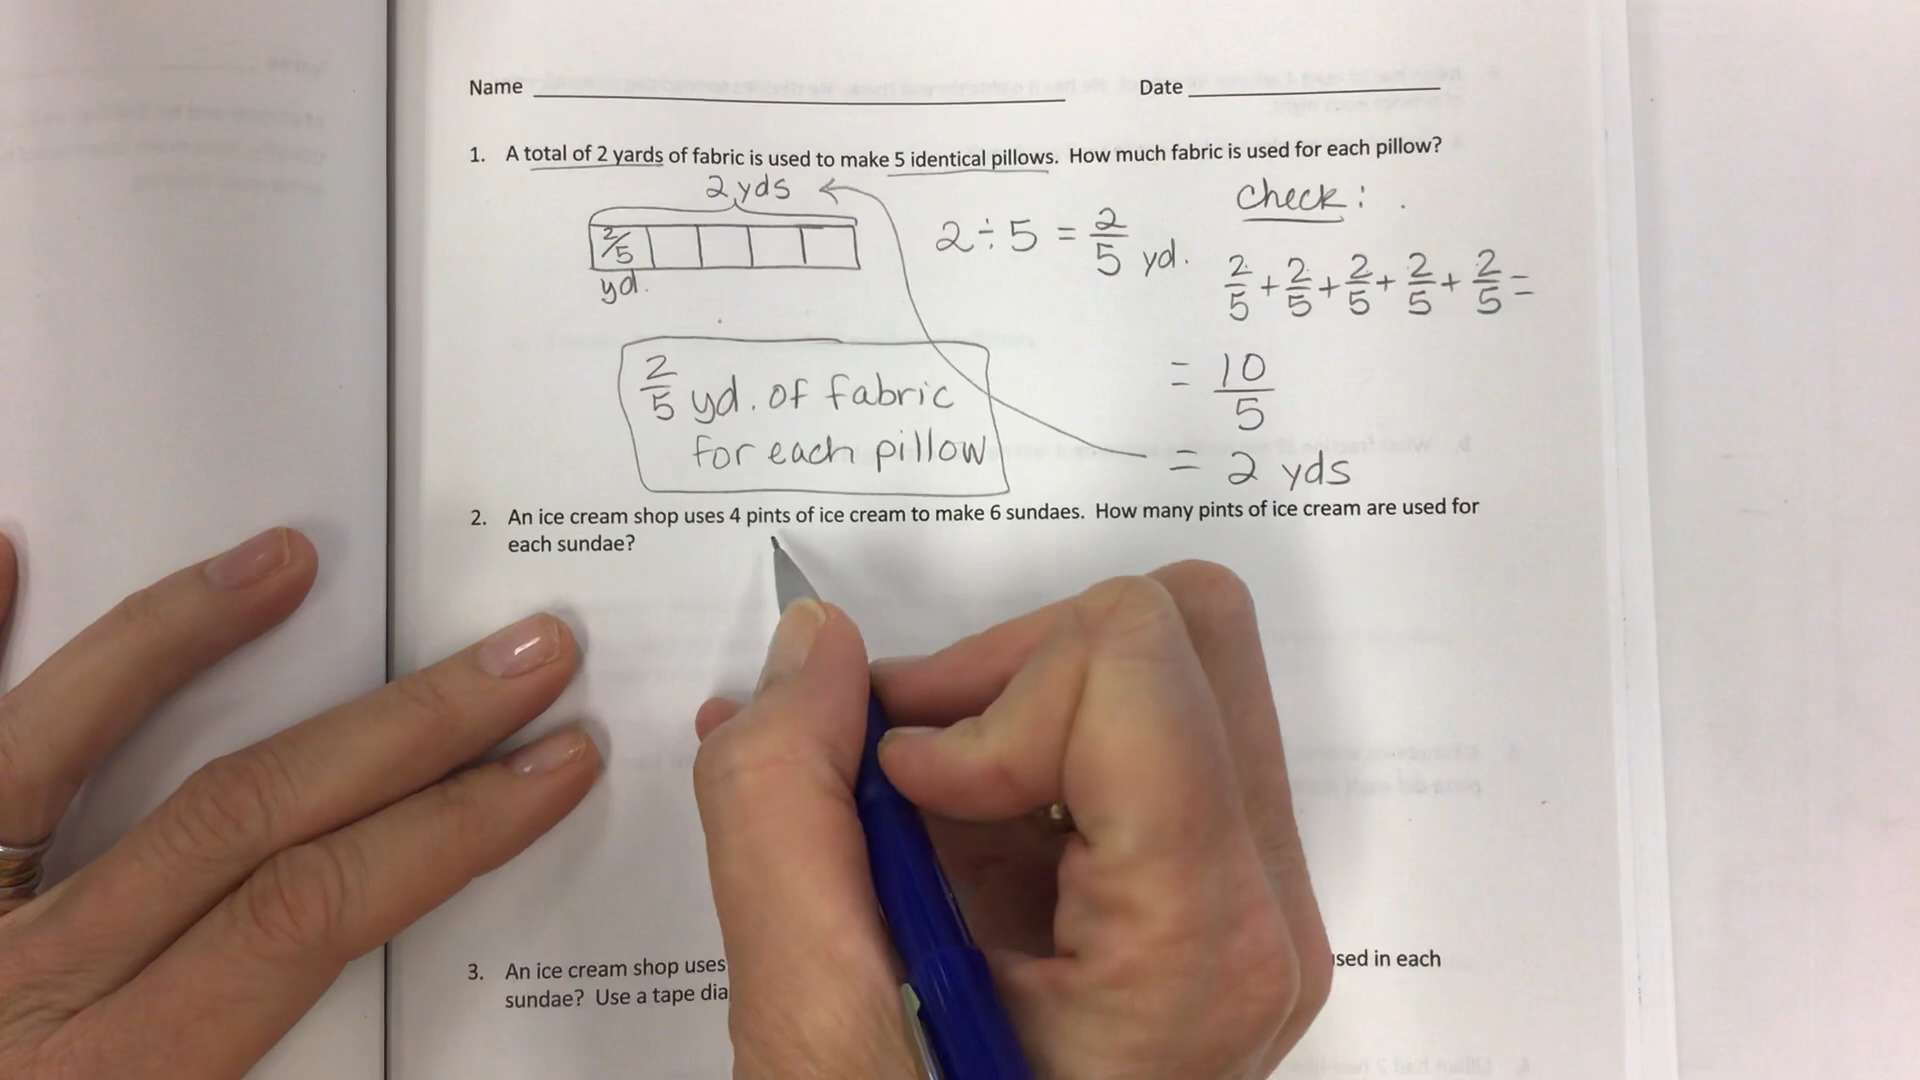 Name Date
1. A total of 2 yards of fabric is used to make 5 identical pillows. How much fabric is used for each pillow?
2 yds
2/5
yd.
2 ÷ 5 = 2/5 yd.
Check:
2/5 + 2/5 + 2/5 + 2/5 + 2/5 =
= 10/5
= 2 yds
2/5 yd. of fabric
for each pillow
2. An ice cream shop uses 4 pints of ice cream to make 6 sundaes. How many pints of ice cream are used for
each sundae?
3. An ice cream shop uses in each
sundae? Use a tape